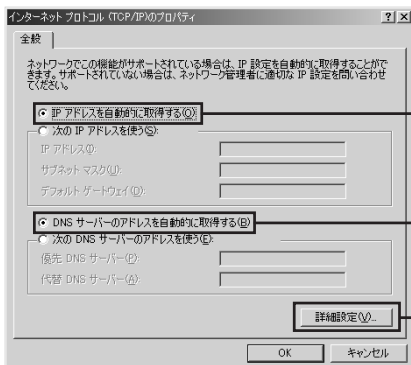 インターネット プロトコル (TCP/IP)のプロパティ
全般
ネットワークでこの機能がサポートされている場合は、IP 設定を自動的に取得することがで
きます。サポートされていない場合は、ネットワーク管理者に適切な IP 設定を問い合わせ
てください。
IP アドレスを自動的に取得する(O)
次の IP アドレスを使う(S):
IP アドレス(I):
サブネット マスク(U):
デフォルト ゲートウェイ(D):
DNS サーバーのアドレスを自動的に取得する(B)
次の DNS サーバーのアドレスを使う(E):
優先 DNS サーバー(P):
代替 DNS サーバー(A):
詳細設定(V)...
OK
キャンセル